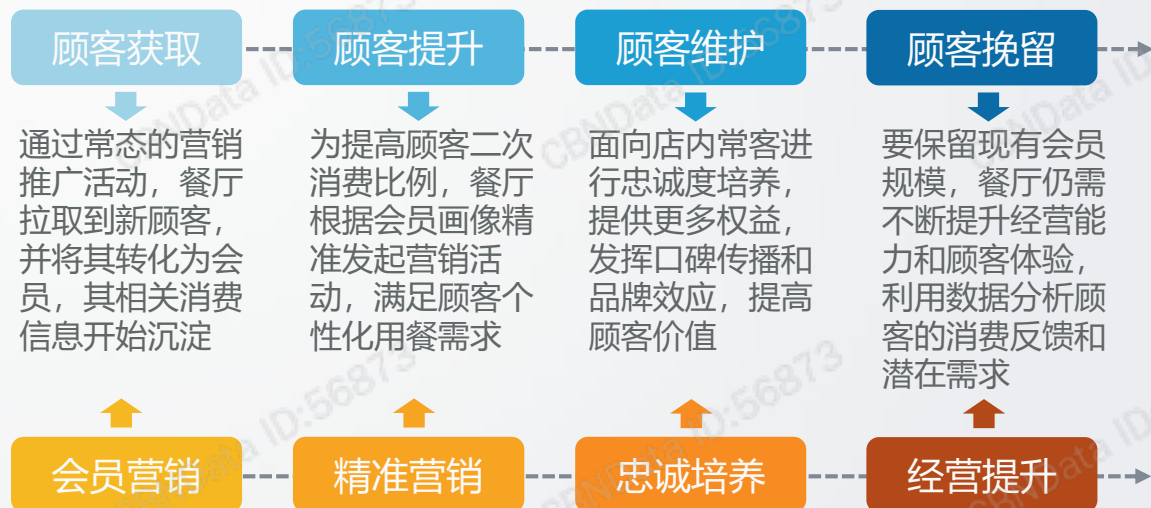 顾客获取
顾客提升
顾客维护
顾客挽留
通过常态的营销
推广活动，餐厅
拉取到新顾客，
并将其转化为会
员，其相关消费
信息开始沉淀
为提高顾客二次
消费比例，餐厅
根据会员画像精
准发起营销活
动，满足顾客个
性化用餐需求
面向店内常客进
行忠诚度培养，
提供更多权益，
发挥口碑传播和
品牌效应，提高
顾客价值
要保留现有会员
规模，餐厅仍需
不断提升经营能
力和顾客体验，
利用数据分析顾
客的消费反馈和
潜在需求
会员营销
精准营销
忠诚培养
经营提升
CBNData ID:56873